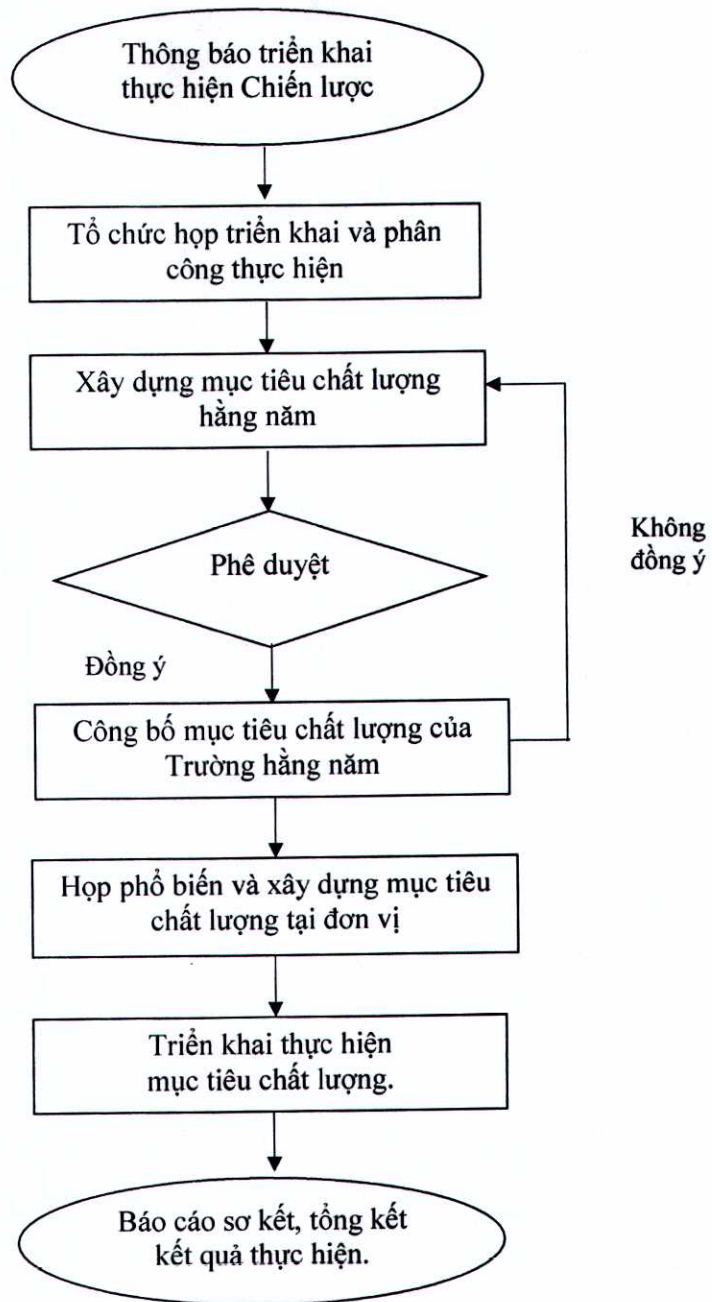 Thông báo triển khai
thực hiện Chiến lược
Tổ chức họp triển khai và phân
công thực hiện
Xây dựng mục tiêu chất lượng
hằng năm
Phê duyệt
Không
đồng ý
Đồng ý
Công bố mục tiêu chất lượng của
Trường hằng năm
Họp phổ biến và xây dựng mục tiêu
chất lượng tại đơn vị
Triển khai thực hiện
mục tiêu chất lượng.
Báo cáo sơ kết, tổng kết
kết quả thực hiện.